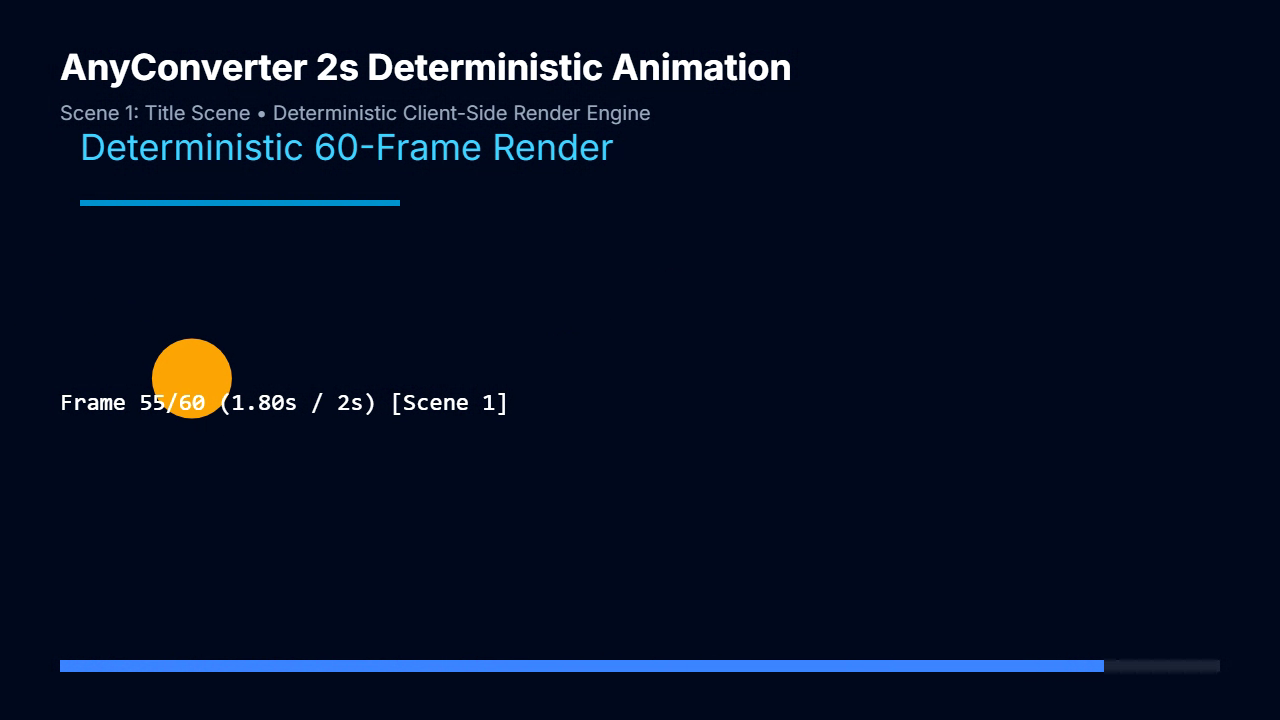 AnyConverter 2s Deterministic Animation
Scene 1: Title Scene • Deterministic Client-Side Render Engine
Deterministic 60-Frame Render
Frame 55/60 (1.80s / 2s) [Scene 1]